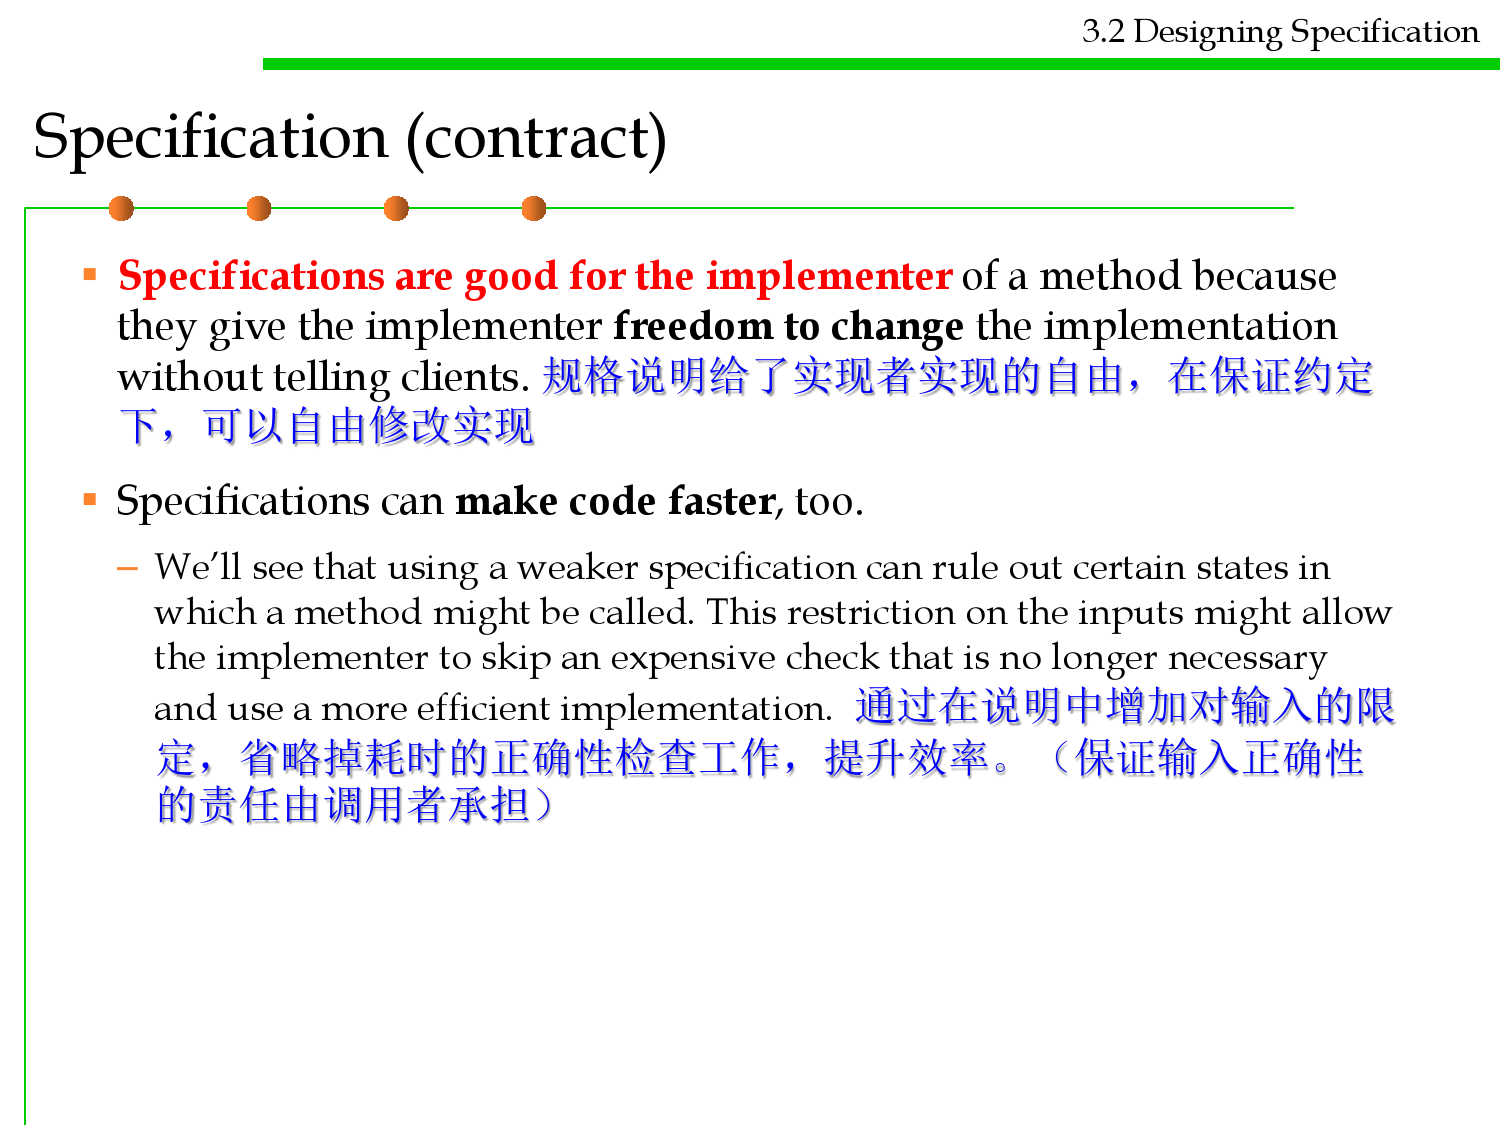 3.2 Designing Specification
Specification (contract)
▪ Specifications are good for the implementer of a method because
they give the implementer freedom to change the implementation
without telling clients. 规格说明给了实现者实现的自由，在保证约定
下，可以自由修改实现
▪ Specifications can make code faster, too.
– We’ll see that using a weaker specification can rule out certain states in
which a method might be called. This restriction on the inputs might allow
the implementer to skip an expensive check that is no longer necessary
and use a more efficient implementation. 通过在说明中增加对输入的限
定，省略掉耗时的正确性检查工作，提升效率。（保证输入正确性
的责任由调用者承担）